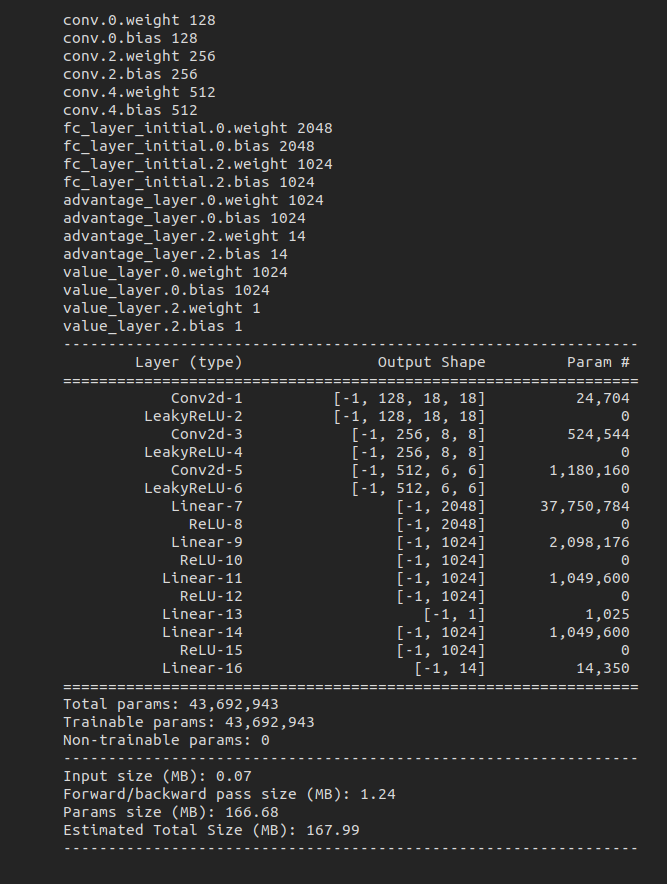 conv.0.weight 128
conv.0.bias 128
conv.2.weight 256
conv.2.bias 256
conv.4.weight 512
conv.4.bias 512
fc_layer_initial.0.weight 2048
fc_layer_initial.0.bias 2048
fc_layer_initial.2.weight 1024
fc_layer_initial.2.bias 1024
advantage_layer.0.weight 1024
advantage_layer.0.bias 1024
advantage_layer.2.weight 14
advantage_layer.2.bias 14
value_layer.0.weight 1024
value_layer.0.bias 1024
value_layer.2.weight 1
value_layer.2.bias 1
----------------------------------------------------------------
        Layer (type)               Output Shape         Param #
================================================================
            Conv2d-1          [-1, 128, 18, 18]          24,704
         LeakyReLU-2          [-1, 128, 18, 18]               0
            Conv2d-3            [-1, 256, 8, 8]         524,544
         LeakyReLU-4            [-1, 256, 8, 8]               0
            Conv2d-5            [-1, 512, 6, 6]       1,180,160
         LeakyReLU-6            [-1, 512, 6, 6]               0
            Linear-7                 [-1, 2048]      37,750,784
              ReLU-8                 [-1, 2048]               0
            Linear-9                 [-1, 1024]       2,098,176
             ReLU-10                 [-1, 1024]               0
           Linear-11                 [-1, 1024]       1,049,600
             ReLU-12                 [-1, 1024]               0
           Linear-13                    [-1, 1]           1,025
           Linear-14                 [-1, 1024]       1,049,600
             ReLU-15                 [-1, 1024]               0
           Linear-16                   [-1, 14]          14,350
================================================================
Total params: 43,692,943
Trainable params: 43,692,943
Non-trainable params: 0
----------------------------------------------------------------
Input size (MB): 0.07
Forward/backward pass size (MB): 1.24
Params size (MB): 166.68
Estimated Total Size (MB): 167.99
----------------------------------------------------------------